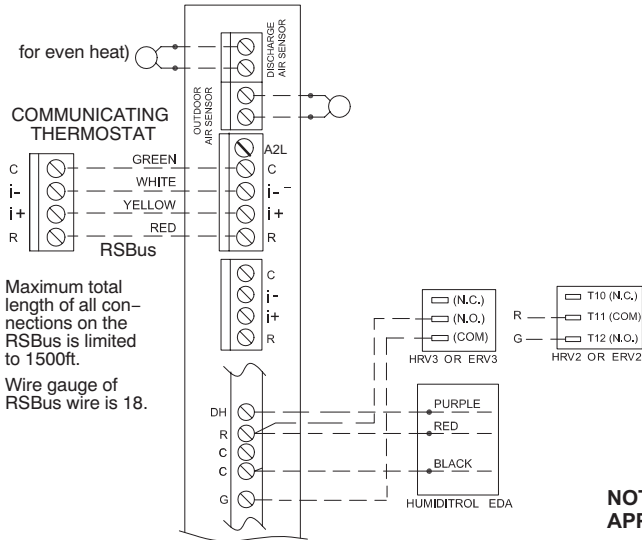 for even heat)
DISCHARGE
AIR SENSOR
OUTDOOR
AIR SENSOR
COMMUNICATING
THERMOSTAT
A2L
C GREEN C
i- WHITE i-
i+ YELLOW i+
R RED R
RSBus
C
i-
i+
R
Maximum total
length of all con-
nections on the
RSBus is limited
to 1500ft.
Wire gauge of
RSBus wire is 18.
(N.C.)
(N.O.)
(COM)
HRV3 OR ERV3
T10 (N.C.)
R T11 (COM)
G T12 (N.O.)
HRV2 OR ERV2
DH PURPLE
R RED
C
C BLACK
G
HUMIDITROL EDA
NOT
APP